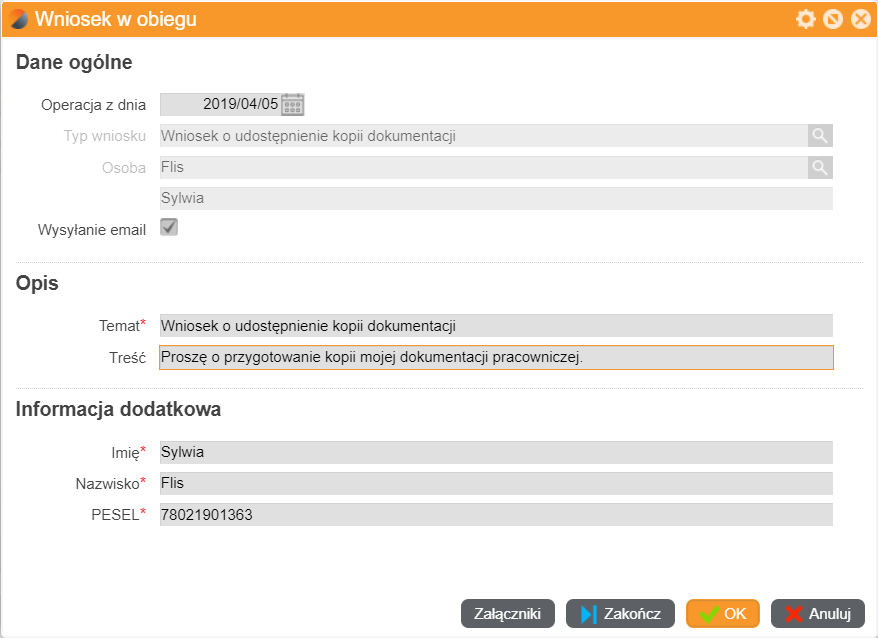 Wniosek w obiegu
Dane ogólne
Operacja z dnia 2019/04/05
Typ wniosku Wniosek o udostępnienie kopii dokumentacji
Osoba Flis
Sylwia
Wysyłanie email
Opis
Temat* Wniosek o udostępnienie kopii dokumentacji
Treść Proszę o przygotowanie kopii mojej dokumentacji pracowniczej.
Informacja dodatkowa
Imię* Sylwia
Nazwisko* Flis
PESEL* 78021901363
Załączniki Zakończ OK Anuluj